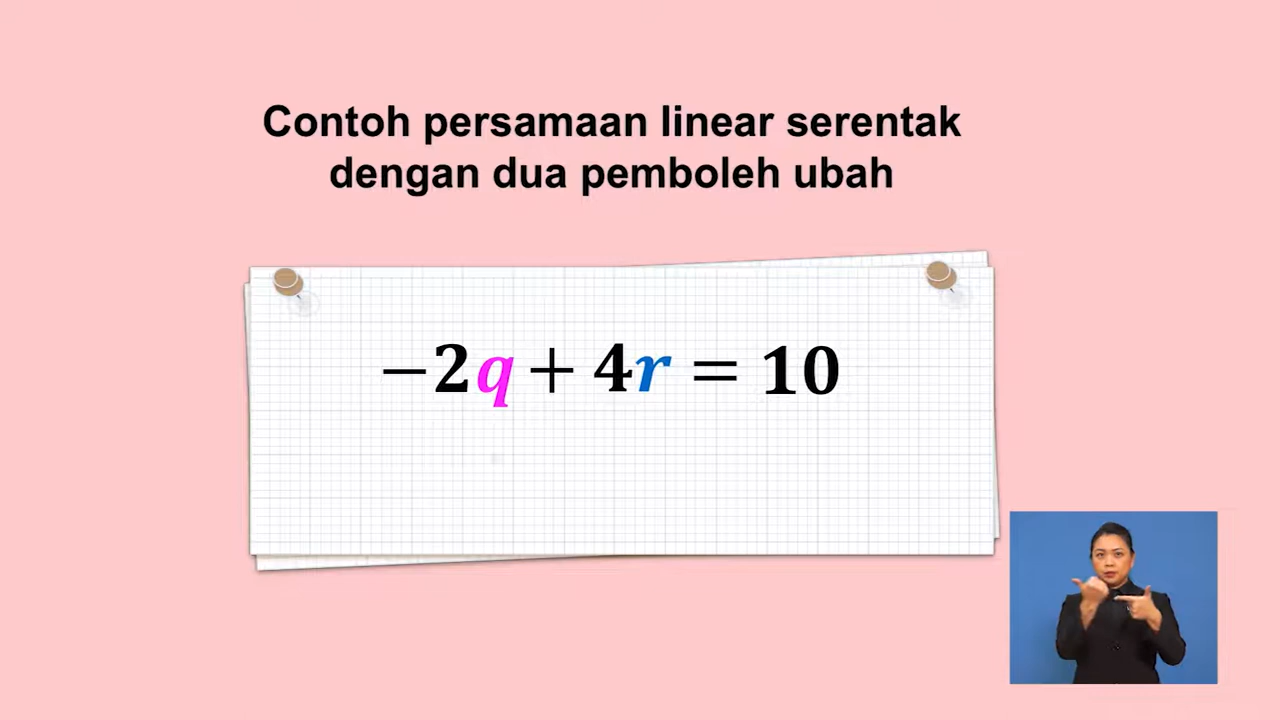 Contoh persamaan linear serentak
dengan dua pemboleh ubah
−2q + 4r = 10